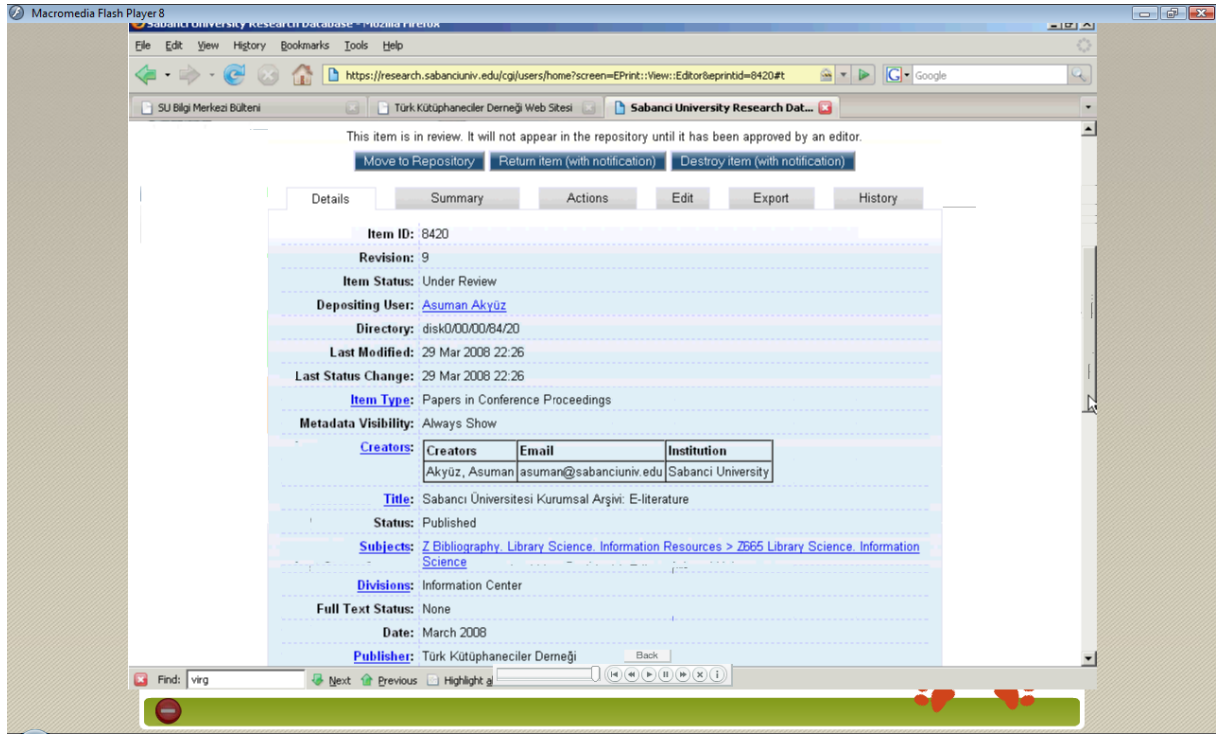 Macromedia Flash Player 8
Sabanci University Research Database - Mozilla Firefox
File Edit View History Bookmarks Tools Help
https://research.sabanciuniv.edu/cgi/users/home?screen=EPrint::View::Editor&eprintid=8420#t
G Google
SU Bilgi Merkezi Bülteni
Türk Kütüphaneciler Derneği Web Sitesi
Sabanci University Research Dat...
This item is in review. It will not appear in the repository until it has been approved by an editor.
Move to Repository Return item (with notification) Destroy item (with notification)
Details Summary Actions Edit Export History
Item ID: 8420
Revision: 9
Item Status: Under Review
Depositing User: Asuman Akyüz
Directory: disk0/00/00/84/20
Last Modified: 29 Mar 2008 22:26
Last Status Change: 29 Mar 2008 22:26
Item Type: Papers in Conference Proceedings
Metadata Visibility: Always Show
Creators: Creators Email Institution
Akyüz, Asuman asuman@sabanciuniv.edu Sabanci University
Title: Sabancı Üniversitesi Kurumsal Arşivi: E-literature
Status: Published
Subjects: Z Bibliography. Library Science. Information Resources > Z665 Library Science. Information
Science
Divisions: Information Center
Full Text Status: None
Date: March 2008
Publisher: Türk Kütüphaneciler Derneği
Back
Find: virg Next Previous Highlight a